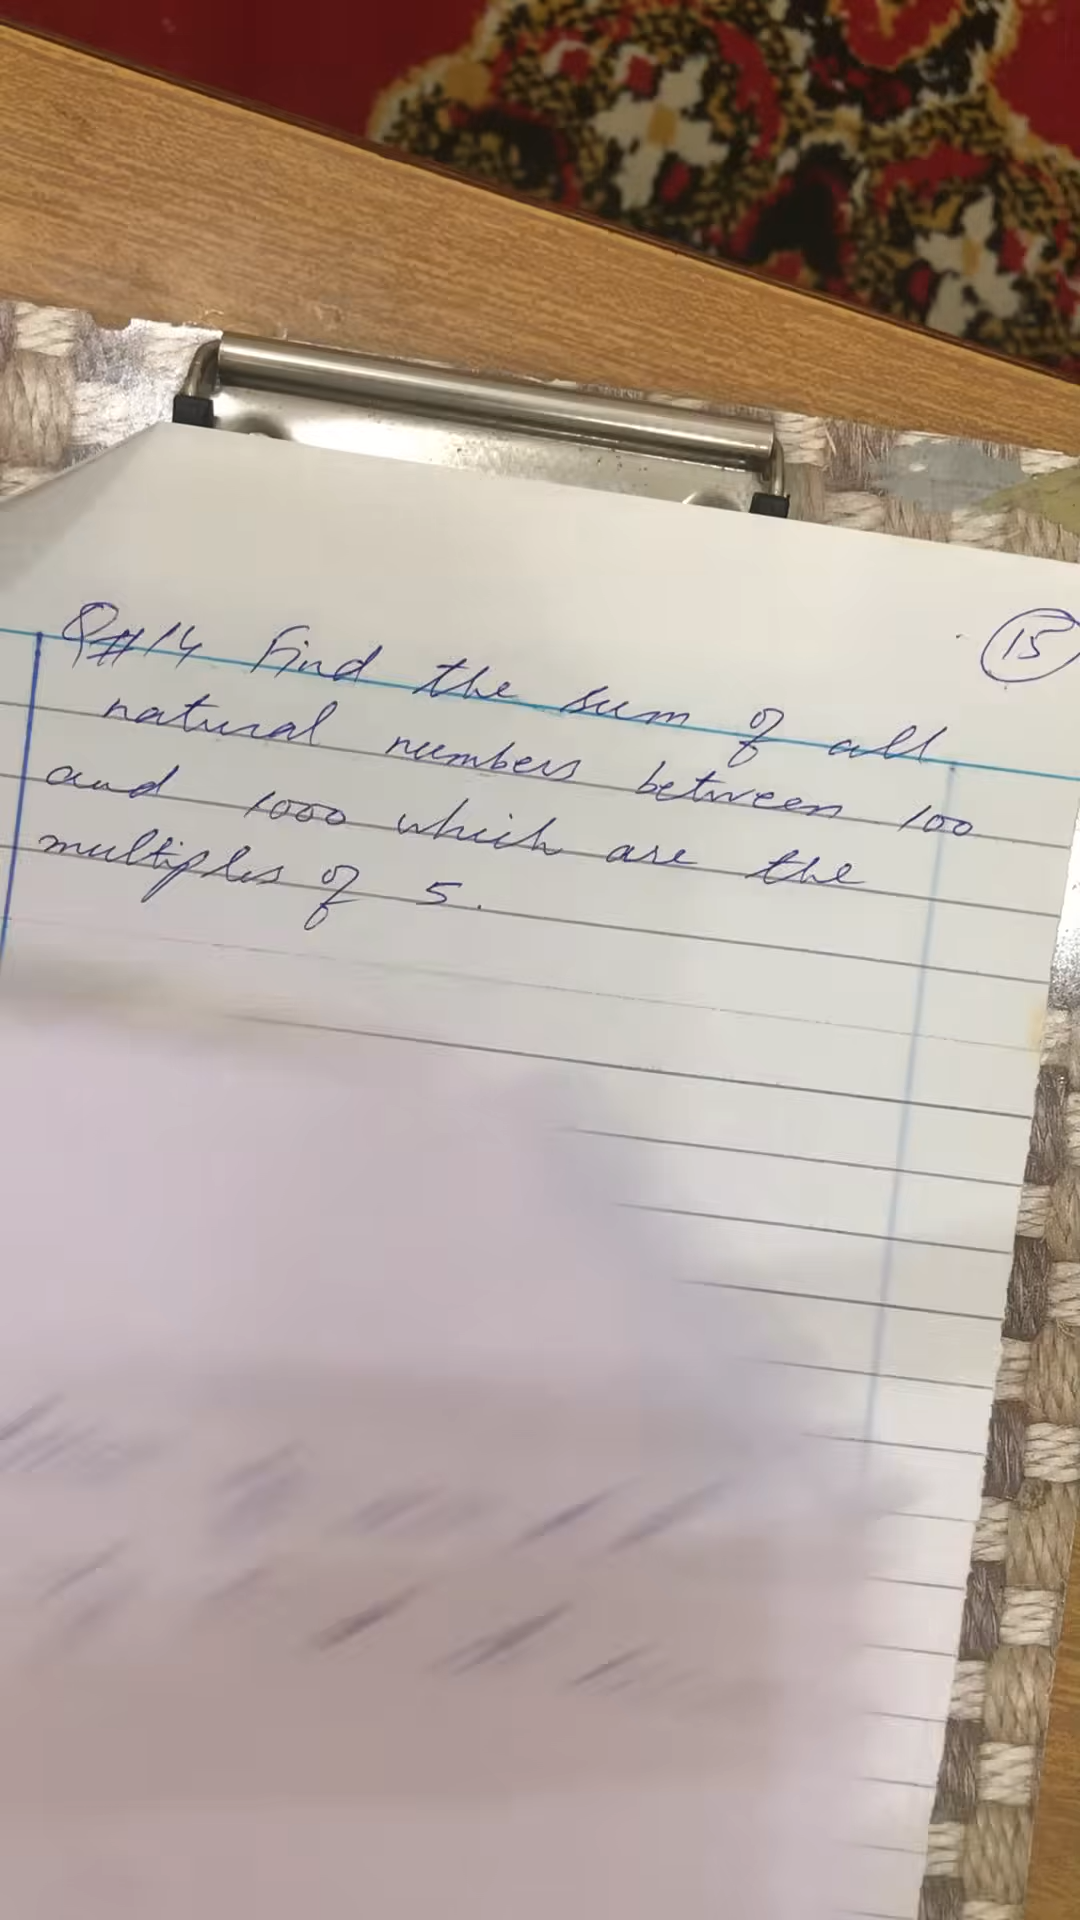 15
Q#14 Find the sum of all
natural numbers between 100
and 1000 which are the
multiples of 5.